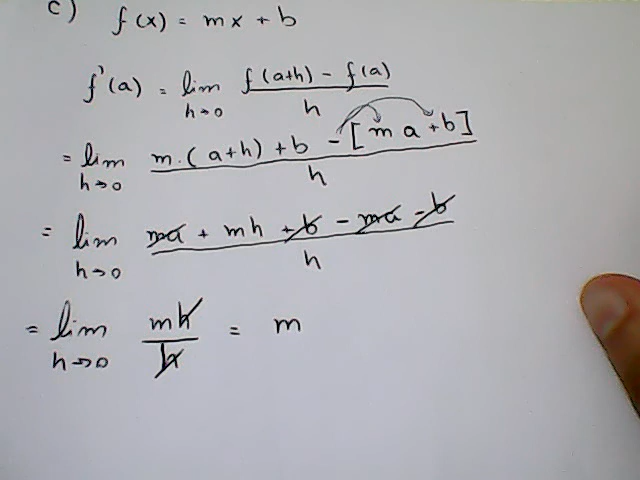 c) f(x) = mx + b
f'(a) = lim h→0 f(a+h) - f(a) / h
= lim h→0 m·(a+h) + b - [ma + b] / h
= lim h→0 ma + mh + b - ma - b / h
= lim h→0 mh / h = m